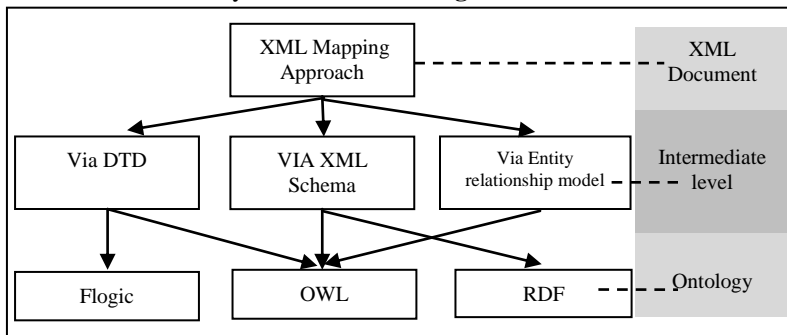 XML Mapping
Approach
XML
Document
Via DTD
VIA XML
Schema
Via Entity
relationship model
Intermediate
level
Flogic
OWL
RDF
Ontology